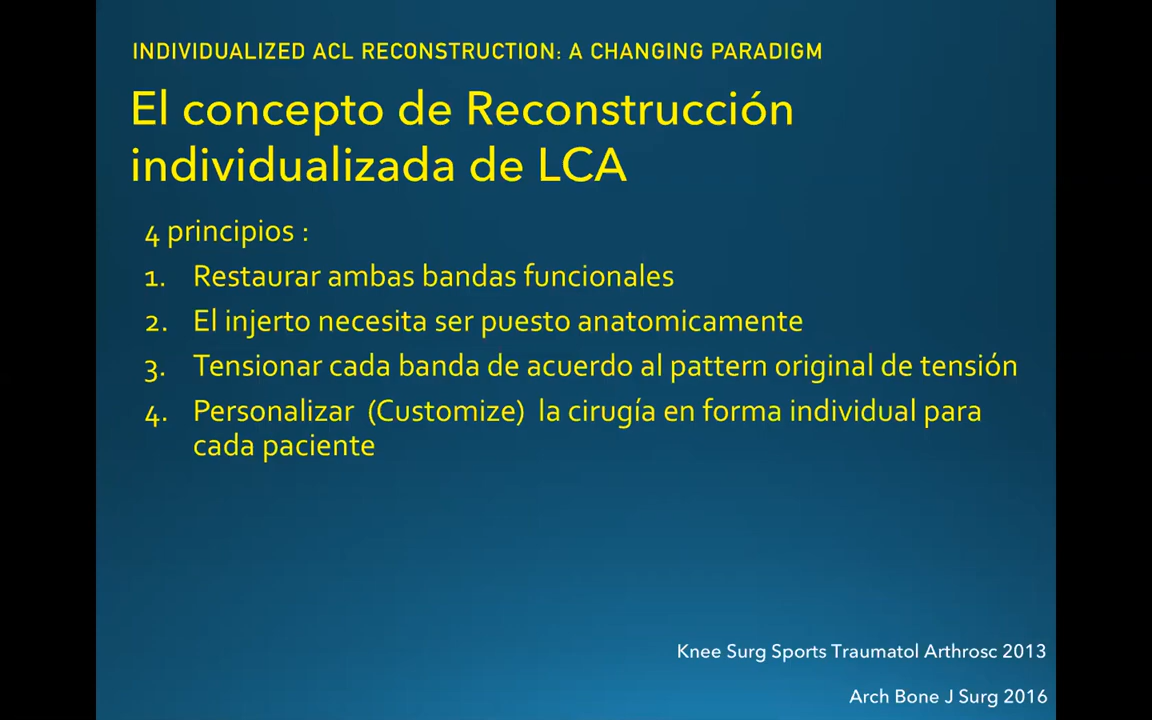 INDIVIDUALIZED ACL RECONSTRUCTION: A CHANGING PARADIGM
El concepto de Reconstrucción
individualizada de LCA
4 principios :
1. Restaurar ambas bandas funcionales
2. El injerto necesita ser puesto anatomicamente
3. Tensionar cada banda de acuerdo al pattern original de tensión
4. Personalizar (Customize) la cirugía en forma individual para
cada paciente
Knee Surg Sports Traumatol Arthrosc 2013
Arch Bone J Surg 2016